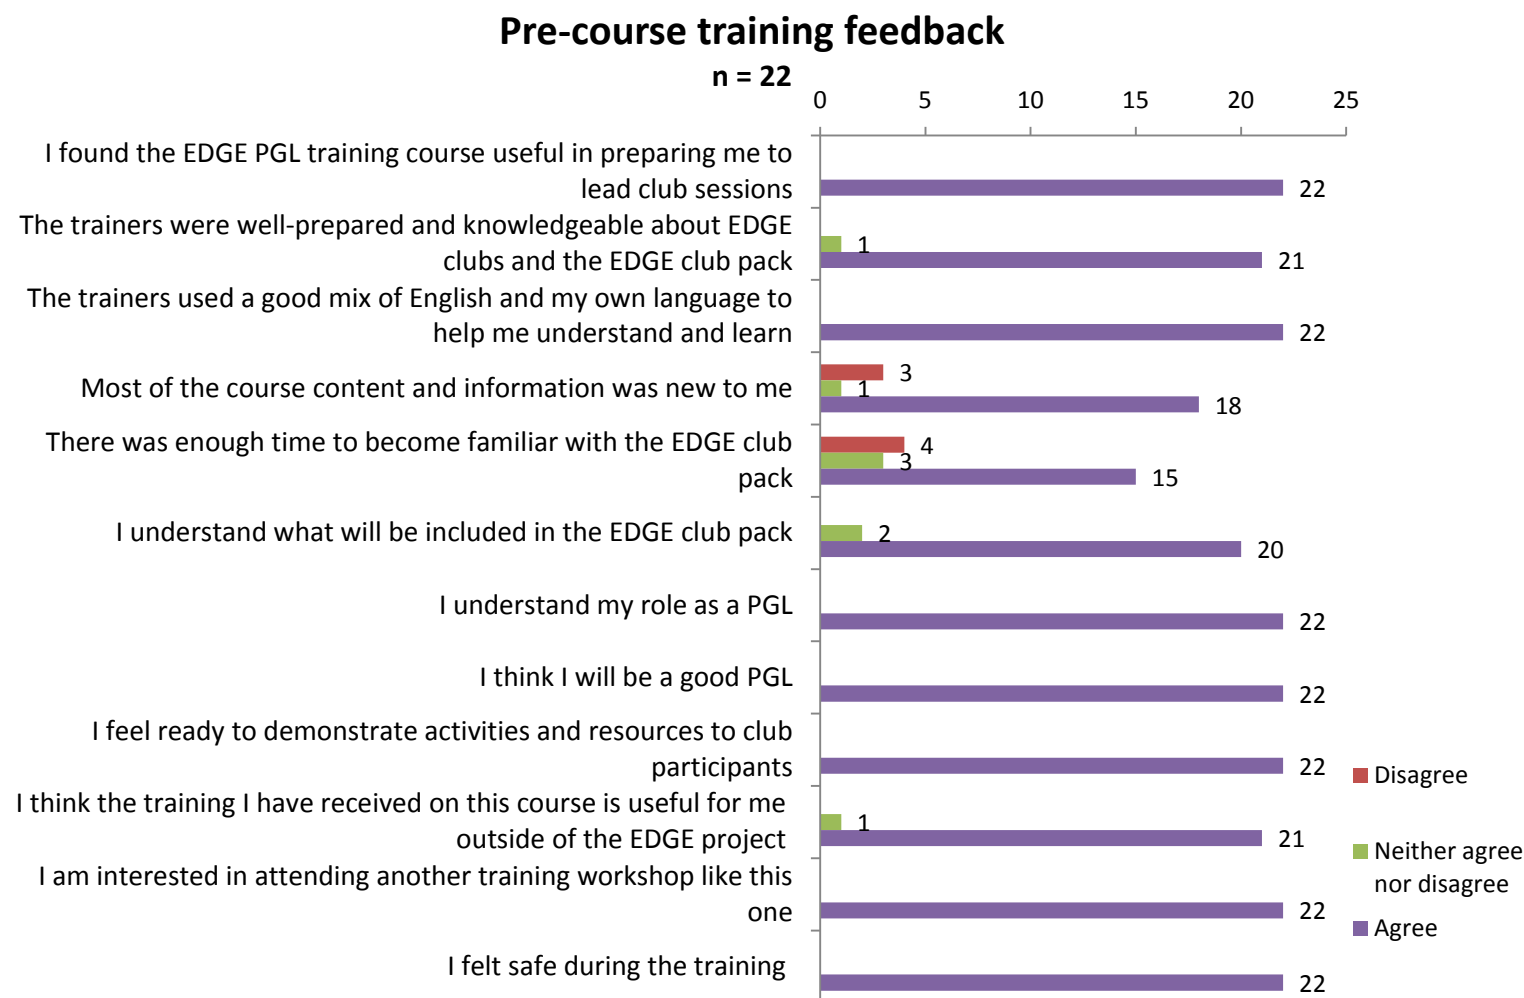 Pre-course training feedback
n = 22
0 5 10 15 20 25
I found the EDGE PGL training course useful in preparing me to
lead club sessions
22
The trainers were well-prepared and knowledgeable about EDGE
clubs and the EDGE club pack
1
21
The trainers used a good mix of English and my own language to
help me understand and learn
22
Most of the course content and information was new to me
3
1
18
There was enough time to become familiar with the EDGE club
pack
4
3
15
I understand what will be included in the EDGE club pack
2
20
I understand my role as a PGL
22
I think I will be a good PGL
22
I feel ready to demonstrate activities and resources to club
participants
22
I think the training I have received on this course is useful for me
outside of the EDGE project
1
21
I am interested in attending another training workshop like this
one
22
I felt safe during the training
22
Disagree
Neither agree
nor disagree
Agree